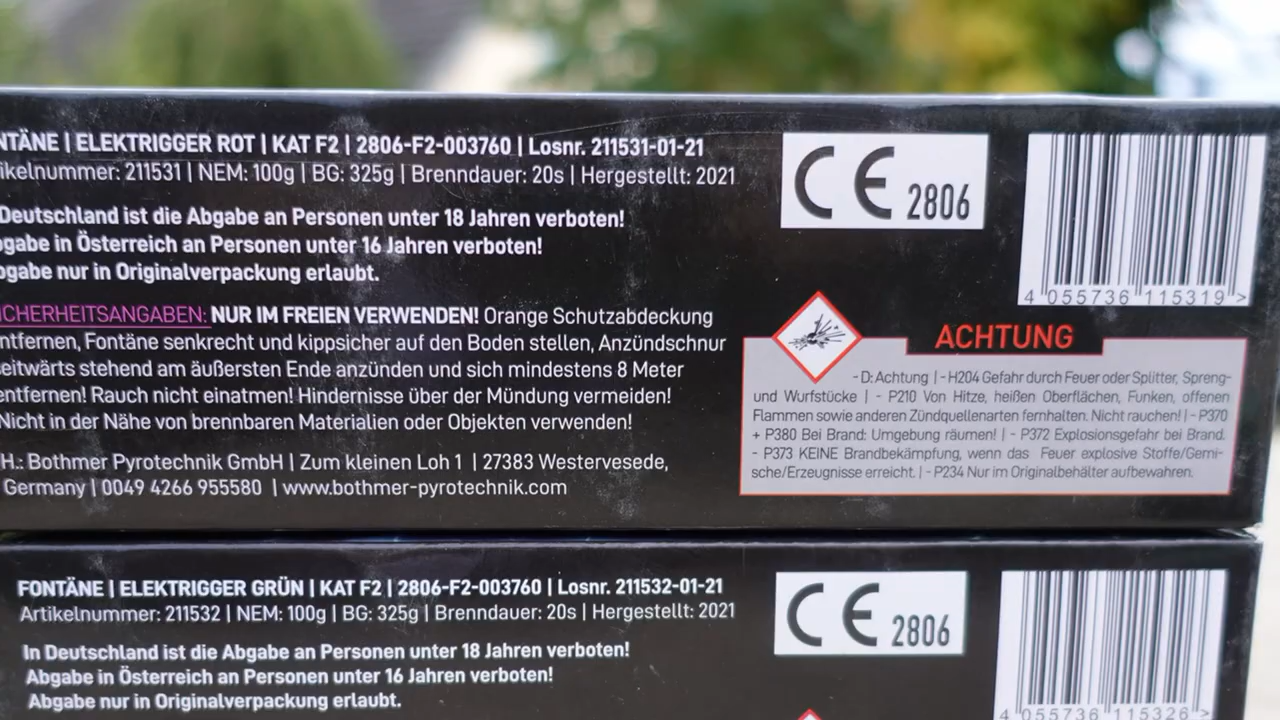 NTÄNE | ELEKTRIGGER ROT | KAT F2 | 2806-F2-003760 | Losnr. 211531-01-21
ikelnummer: 211531 | NEM: 100g | BG: 325g | Brenndauer: 20s | Hergestellt: 2021
Deutschland ist die Abgabe an Personen unter 18 Jahren verboten!
bgabe in Österreich an Personen unter 16 Jahren verboten!
bgabe nur in Originalverpackung erlaubt.
ICHERHEITSANGABEN: NUR IM FREIEN VERWENDEN! Orange Schutzabdeckung
ntfernen, Fontäne senkrecht und kippsicher auf den Boden stellen, Anzündschnur
seitwärts stehend am äußersten Ende anzünden und sich mindestens 8 Meter
entfernen! Rauch nicht einatmen! Hindernisse über der Mündung vermeiden!
Nicht in der Nähe von brennbaren Materialien oder Objekten verwenden!
H.: Bothmer Pyrotechnik GmbH | Zum kleinen Loh 1 | 27383 Westervesede,
Germany | 0049 4266 955580 | www.bothmer-pyrotechnik.com
CE 2806
4 055736 115319 >
ACHTUNG
- D: Achtung | - H204 Gefahr durch Feuer oder Splitter, Spreng-
und Wurfstücke | - P210 Von Hitze, heißen Oberflächen, Funken, offenen
Flammen sowie anderen Zündquellenarten fernhalten. Nicht rauchen! | - P370
+ P380 Bei Brand: Umgebung räumen! | - P372 Explosionsgefahr bei Brand.
- P373 KEINE Brandbekämpfung, wenn das Feuer explosive Stoffe/Gemi-
sche/Erzeugnisse erreicht. | - P234 Nur im Originalbehälter aufbewahren.
FONTÄNE | ELEKTRIGGER GRÜN | KAT F2 | 2806-F2-003760 | Losnr. 211532-01-21
Artikelnummer: 211532 | NEM: 100g | BG: 325g | Brenndauer: 20s | Hergestellt: 2021
In Deutschland ist die Abgabe an Personen unter 18 Jahren verboten!
Abgabe in Österreich an Personen unter 16 Jahren verboten!
Abgabe nur in Originalverpackung erlaubt.
CE 2806
4 055736 115326 >